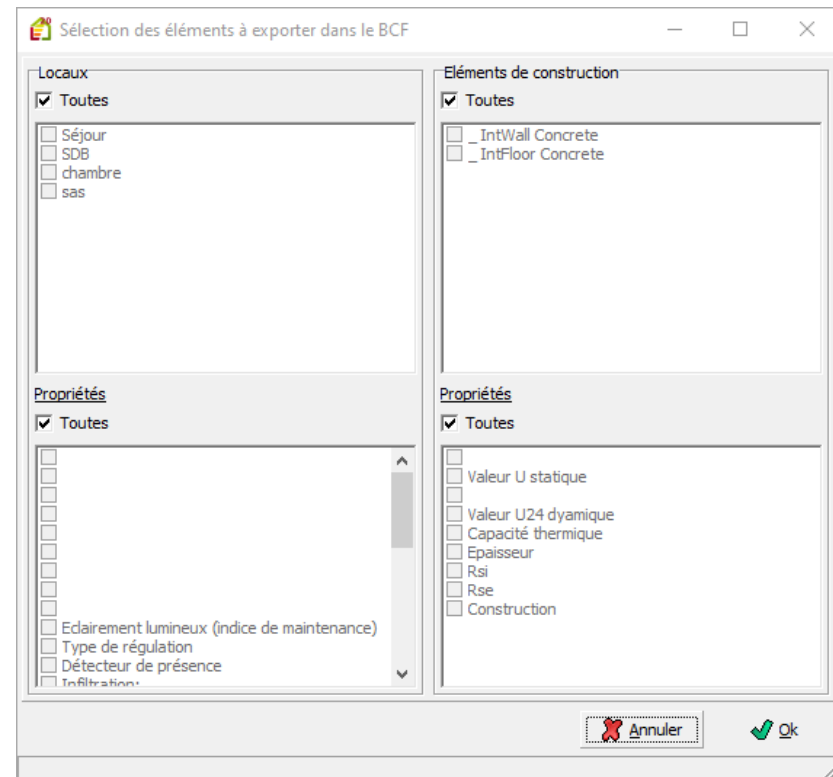 Sélection des éléments à exporter dans le BCF
Locaux
Toutes
Séjour
SDB
chambre
sas
Propriétés
Toutes
Eclairement lumineux (indice de maintenance)
Type de régulation
Détecteur de présence
Infiltration:
Eléments de construction
Toutes
_ IntWall Concrete
_ IntFloor Concrete
Propriétés
Toutes
Valeur U statique
Valeur U24 dyamique
Capacité thermique
Epaisseur
Rsi
Rse
Construction
Annuler
Ok